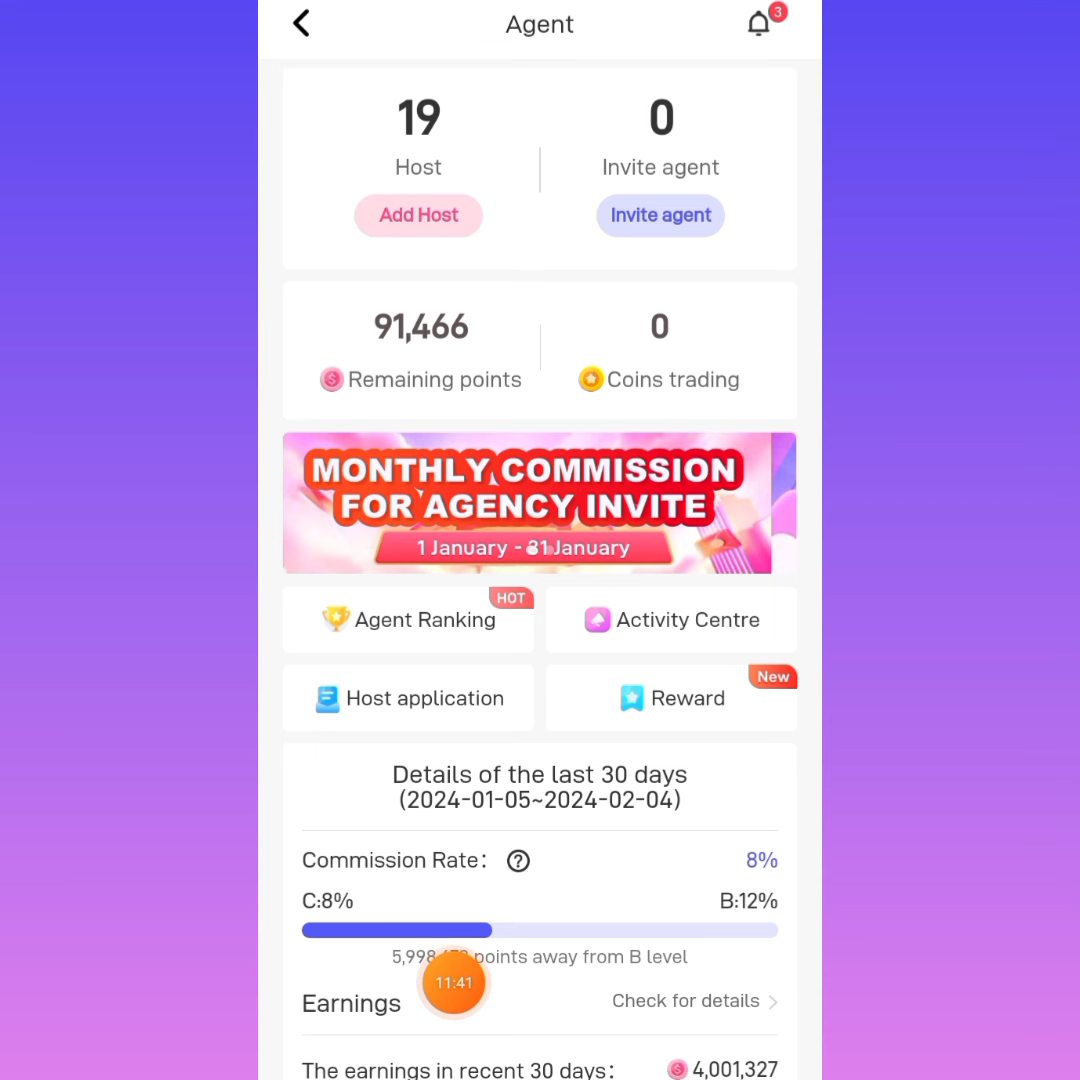 Agent
3
19
Host
Add Host
0
Invite agent
Invite agent
91,466
Remaining points
0
Coins trading
MONTHLY COMMISSION
FOR AGENCY INVITE
1 January - 31 January
HOT
Agent Ranking
Activity Centre
Host application
New
Reward
Details of the last 30 days
(2024-01-05~2024-02-04)
Commission Rate:
?
8%
C:8%
B:12%
points away from B level
11:41
Earnings
Check for details
The earnings in recent 30 days:
4,001,327